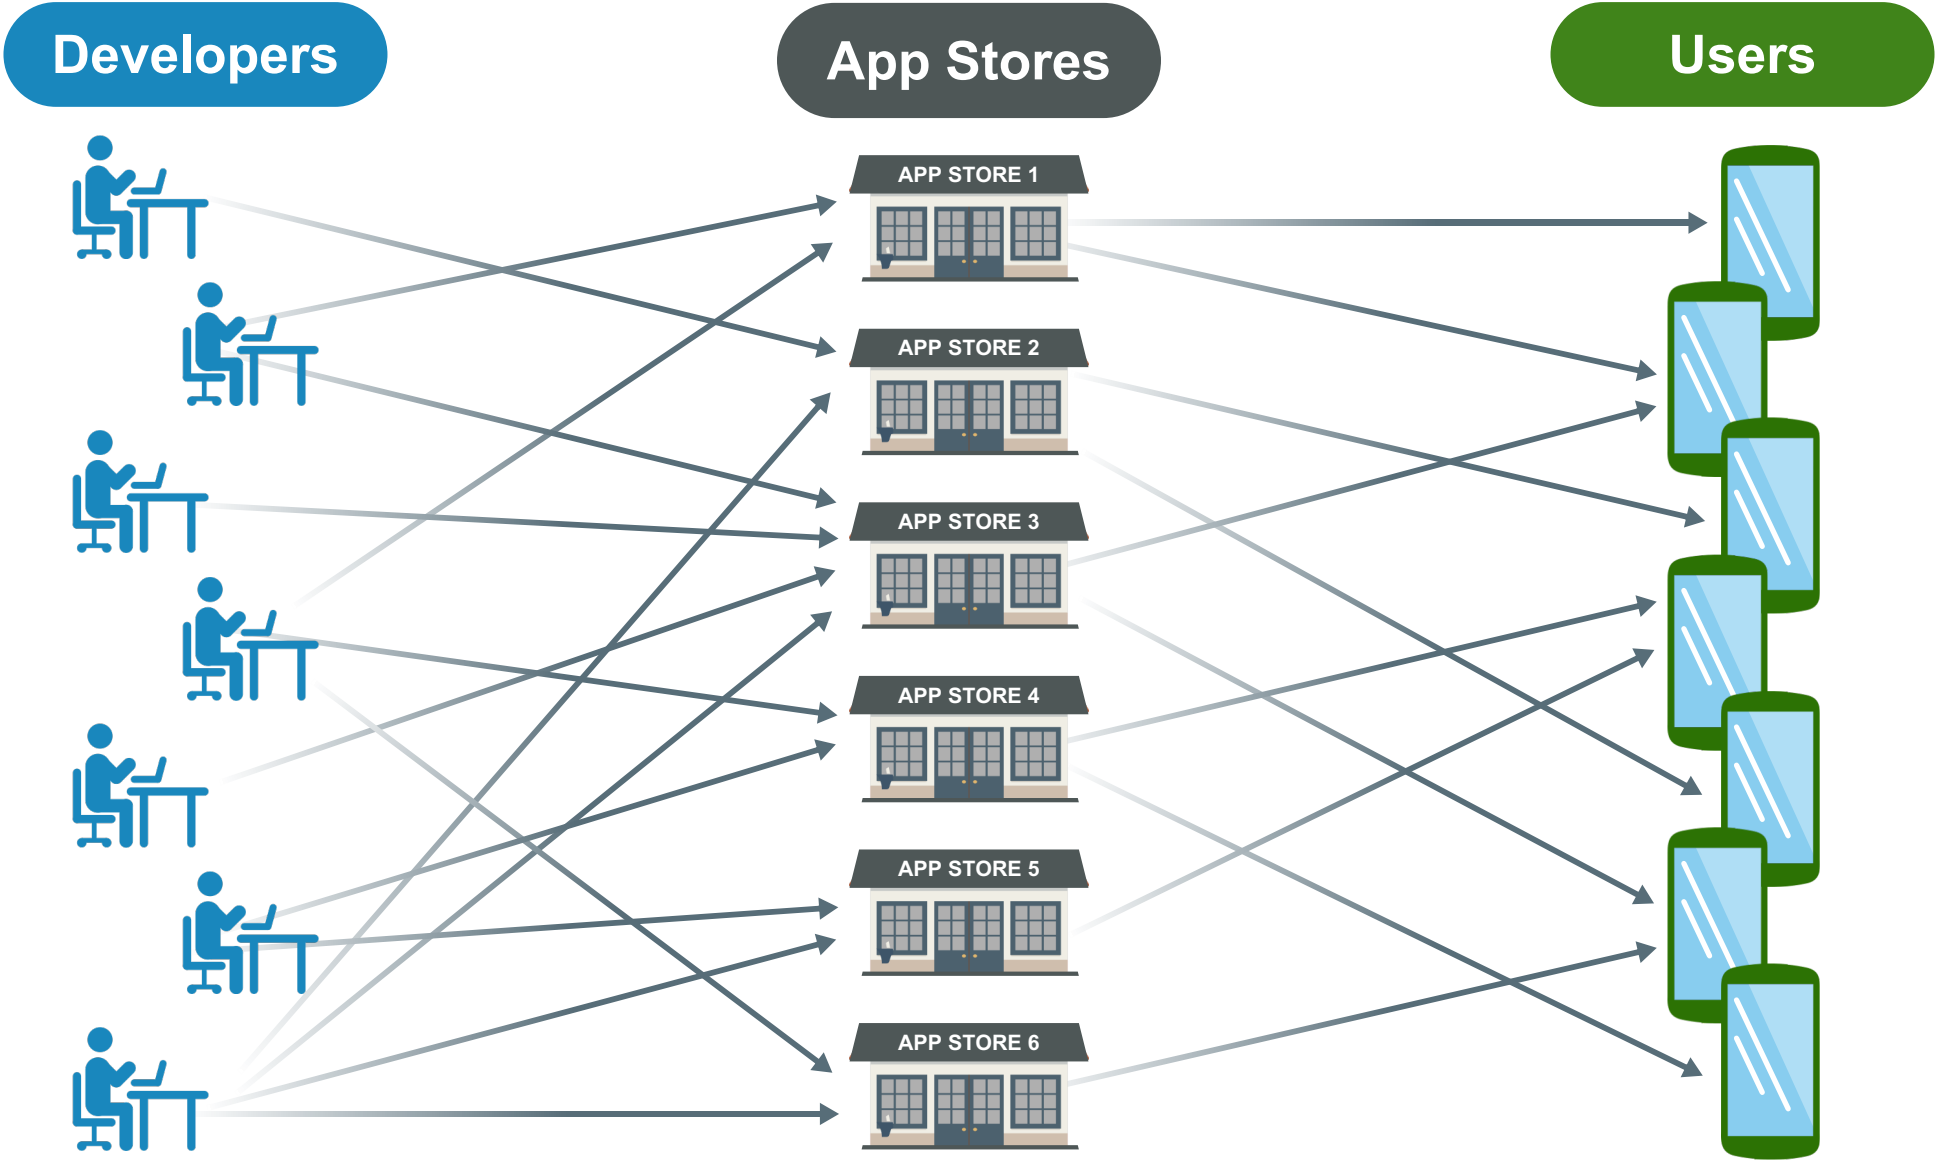 Developers
App Stores
Users
APP STORE 1
APP STORE 2
APP STORE 3
APP STORE 4
APP STORE 5
APP STORE 6